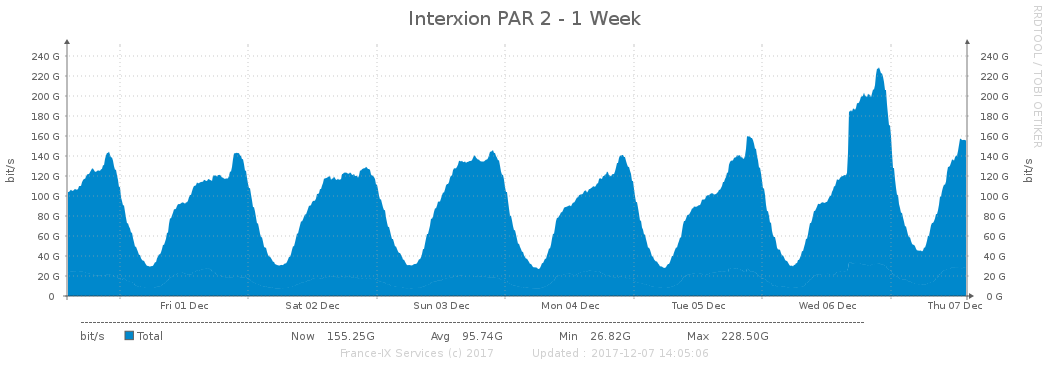 Interxion PAR 2 - 1 Week
RRDTOOL / TOBI OETIKER
bit/s
240 G
220 G
200 G
180 G
160 G
140 G
120 G
100 G
80 G
60 G
40 G
20 G
0
240 G
220 G
200 G
180 G
160 G
140 G
120 G
100 G
80 G
60 G
40 G
20 G
0 G
bit/s
Fri 01 Dec Sat 02 Dec Sun 03 Dec Mon 04 Dec Tue 05 Dec Wed 06 Dec Thu 07 Dec
bit/s Total Now 155.25G Avg 95.74G Min 26.82G Max 228.50G
France-IX Services (c) 2017 Updated : 2017-12-07 14:05:06